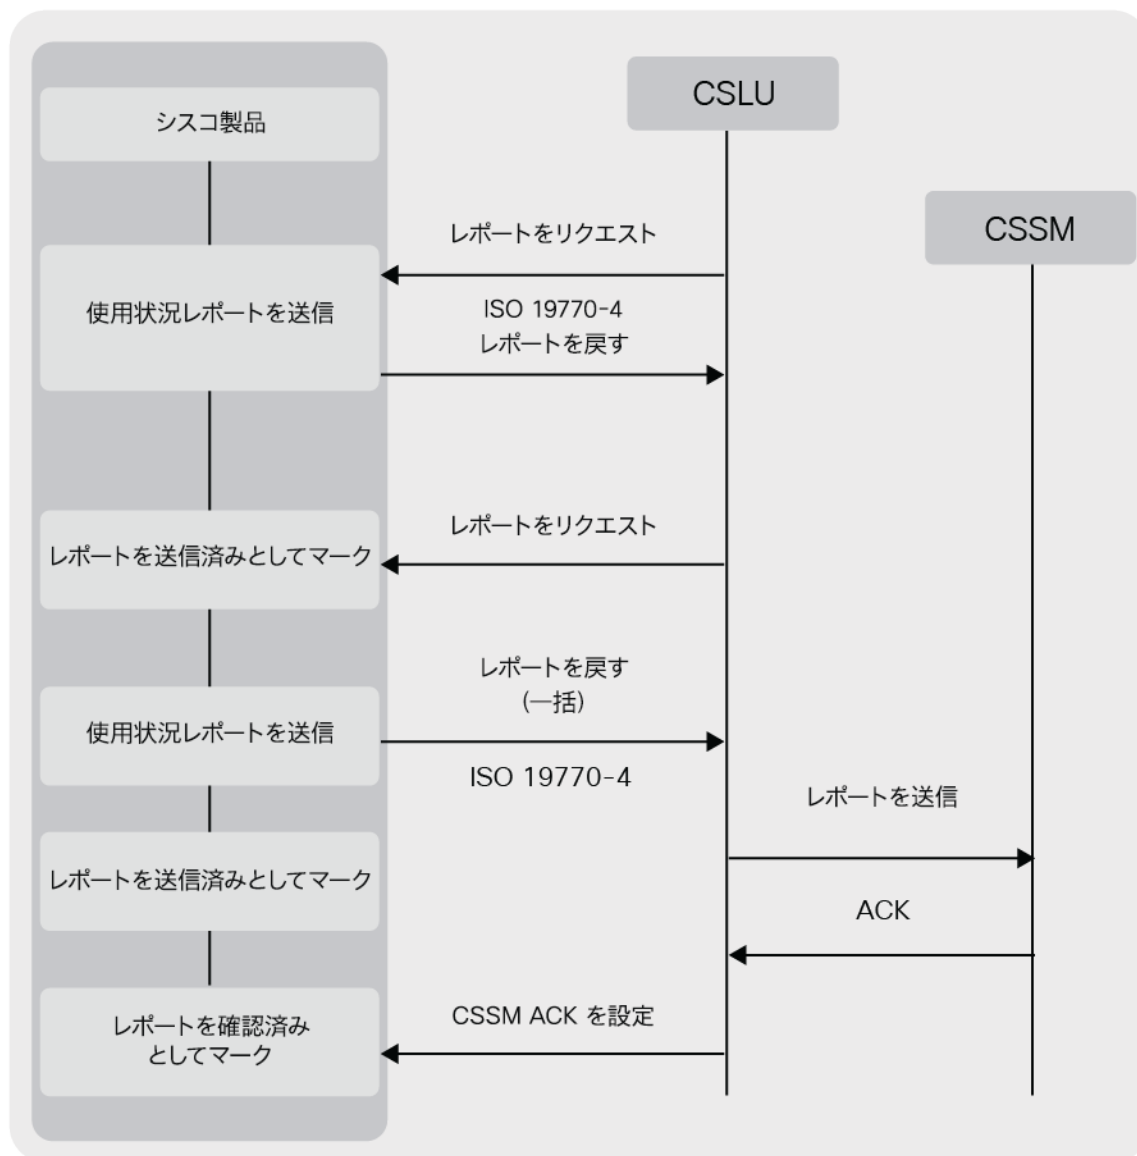 シスコ製品
CSLU
CSSM
レポートをリクエスト
使用状況レポートを送信
ISO 19770-4
レポートを戻す
レポートをリクエスト
レポートを送信済みとしてマーク
レポートを戻す
(一括)
使用状況レポートを送信
ISO 19770-4
レポートを送信
レポートを送信済みとしてマーク
ACK
CSSM ACK を設定
レポートを確認済み
としてマーク